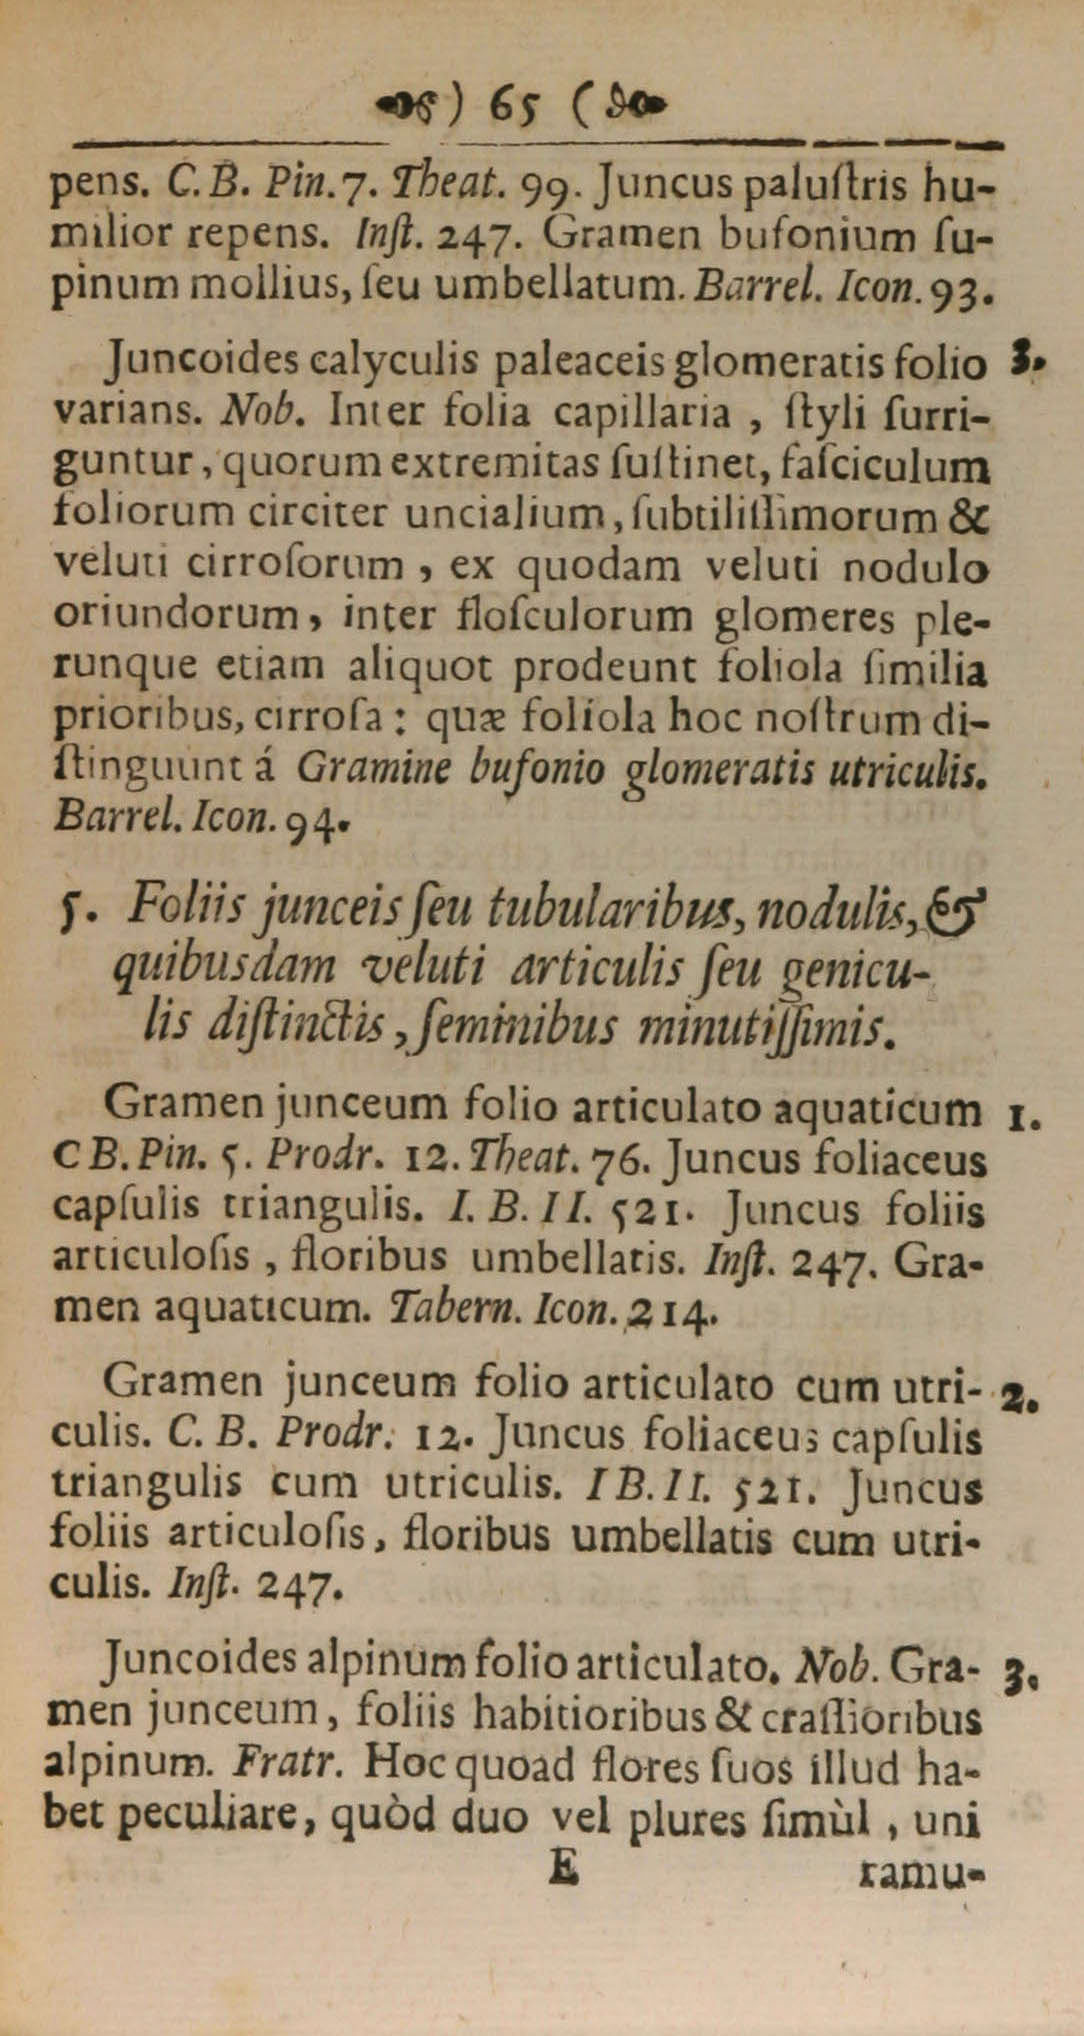 ) 65 (
pens. C. B. Pin. 7. Theat. 99. Juncus paluſtris hu-
milior repens. Inſt. 247. Gramen bufonium ſu-
pinum mollius, ſeu umbellatum. Barrel. Icon. 93.
Juncoides calyculis paleaceis glomeratis folio 3.
varians. Nob. Inter folia capillaria , ſtyli ſurri-
guntur, quorum extremitas ſuſtinet, faſciculum
foliorum circiter uncialium, ſubtiliſſimorum &
veluti cirroſorum , ex quodam veluti nodulo
oriundorum, inter floſculorum glomeres ple-
runque etiam aliquot prodeunt foliola ſimilia
prioribus, cirroſa : quæ foliola hoc noſtrum di-
ſtinguunt á Gramine bufonio glomeratis utriculis.
Barrel. Icon. 94.
5. Foliis junceis ſeu tubularibus, nodulis, &
quibusdam veluti articulis ſeu genicu-
lis diſtinctis, ſeminibus minutiſſimis.
Gramen junceum folio articulato aquaticum 1.
C B. Pin. 5. Prodr. 12. Theat. 76. Juncus foliaceus
capſulis triangulis. I. B. II. 521. Juncus foliis
articuloſis , floribus umbellatis. Inſt. 247. Gra-
men aquaticum. Tabern. Icon. 214.
Gramen junceum folio articulato cum utri- 2.
culis. C. B. Prodr. 12. Juncus foliaceus capſulis
triangulis cum utriculis. I B. II. 521. Juncus
foliis articuloſis, floribus umbellatis cum utri-
culis. Inſt. 247.
Juncoides alpinum folio articulato. Nob. Gra- 3.
men junceum, foliis habitioribus & craſſioribus
alpinum. Fratr. Hoc quoad flores ſuos illud ha-
bet peculiare, quòd duo vel plures ſimùl , uni
E ramu-